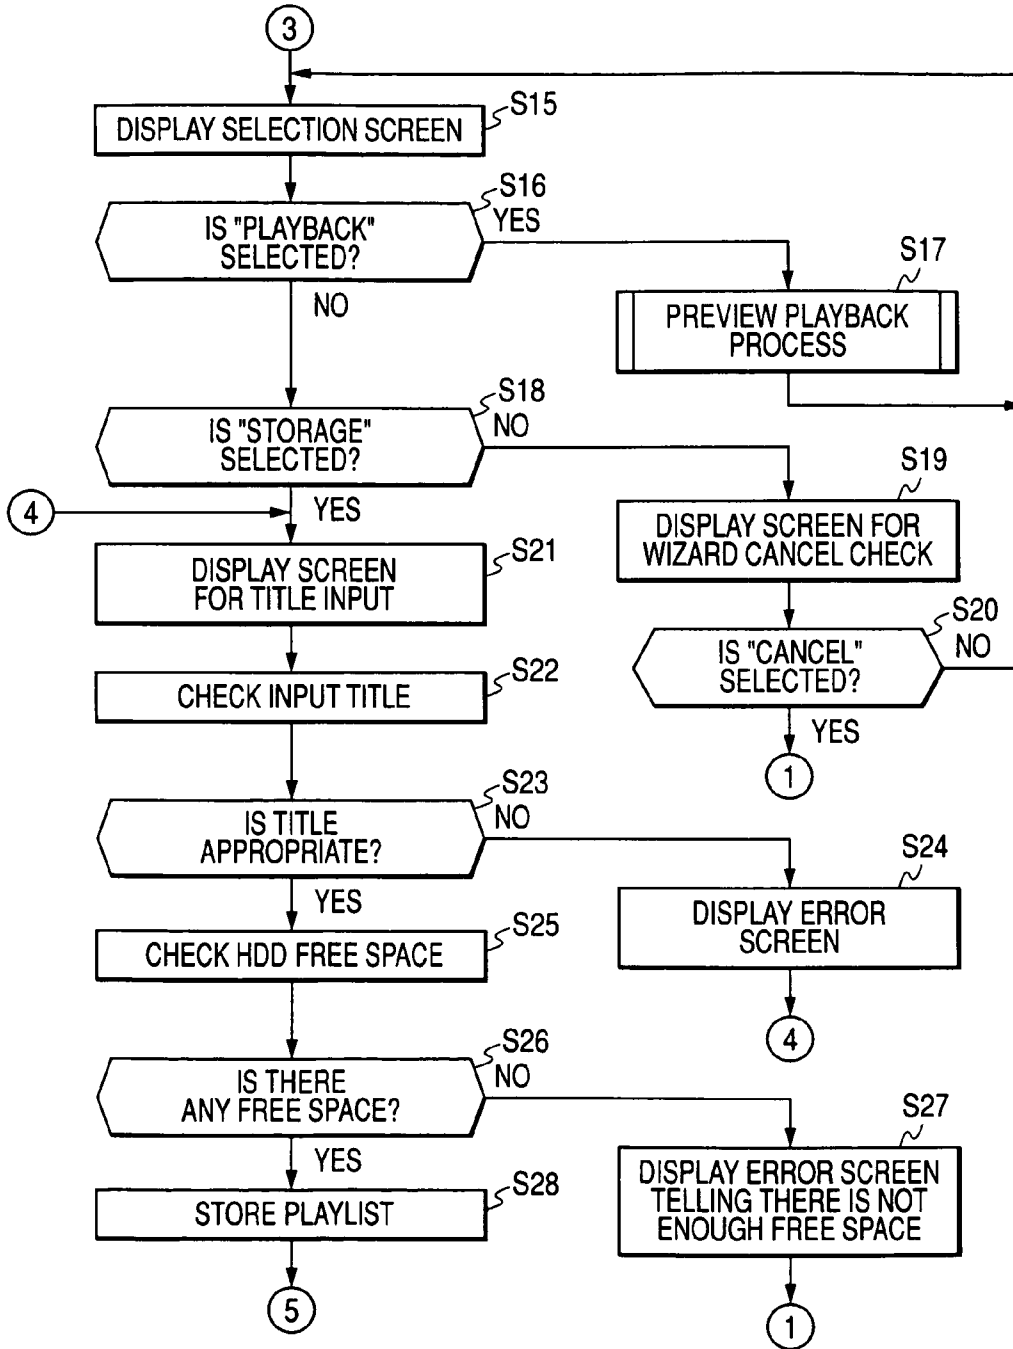 3
S15
DISPLAY SELECTION SCREEN
S16
IS "PLAYBACK"
SELECTED?
YES
NO
S17
PREVIEW PLAYBACK
PROCESS
S18
IS "STORAGE"
SELECTED?
NO
YES
4
S19
DISPLAY SCREEN FOR
WIZARD CANCEL CHECK
S20
IS "CANCEL"
SELECTED?
NO
YES
1
S21
DISPLAY SCREEN
FOR TITLE INPUT
S22
CHECK INPUT TITLE
S23
IS TITLE
APPROPRIATE?
NO
YES
S24
DISPLAY ERROR
SCREEN
4
S25
CHECK HDD FREE SPACE
S26
IS THERE
ANY FREE SPACE?
NO
YES
S27
DISPLAY ERROR SCREEN
TELLING THERE IS NOT
ENOUGH FREE SPACE
1
S28
STORE PLAYLIST
5